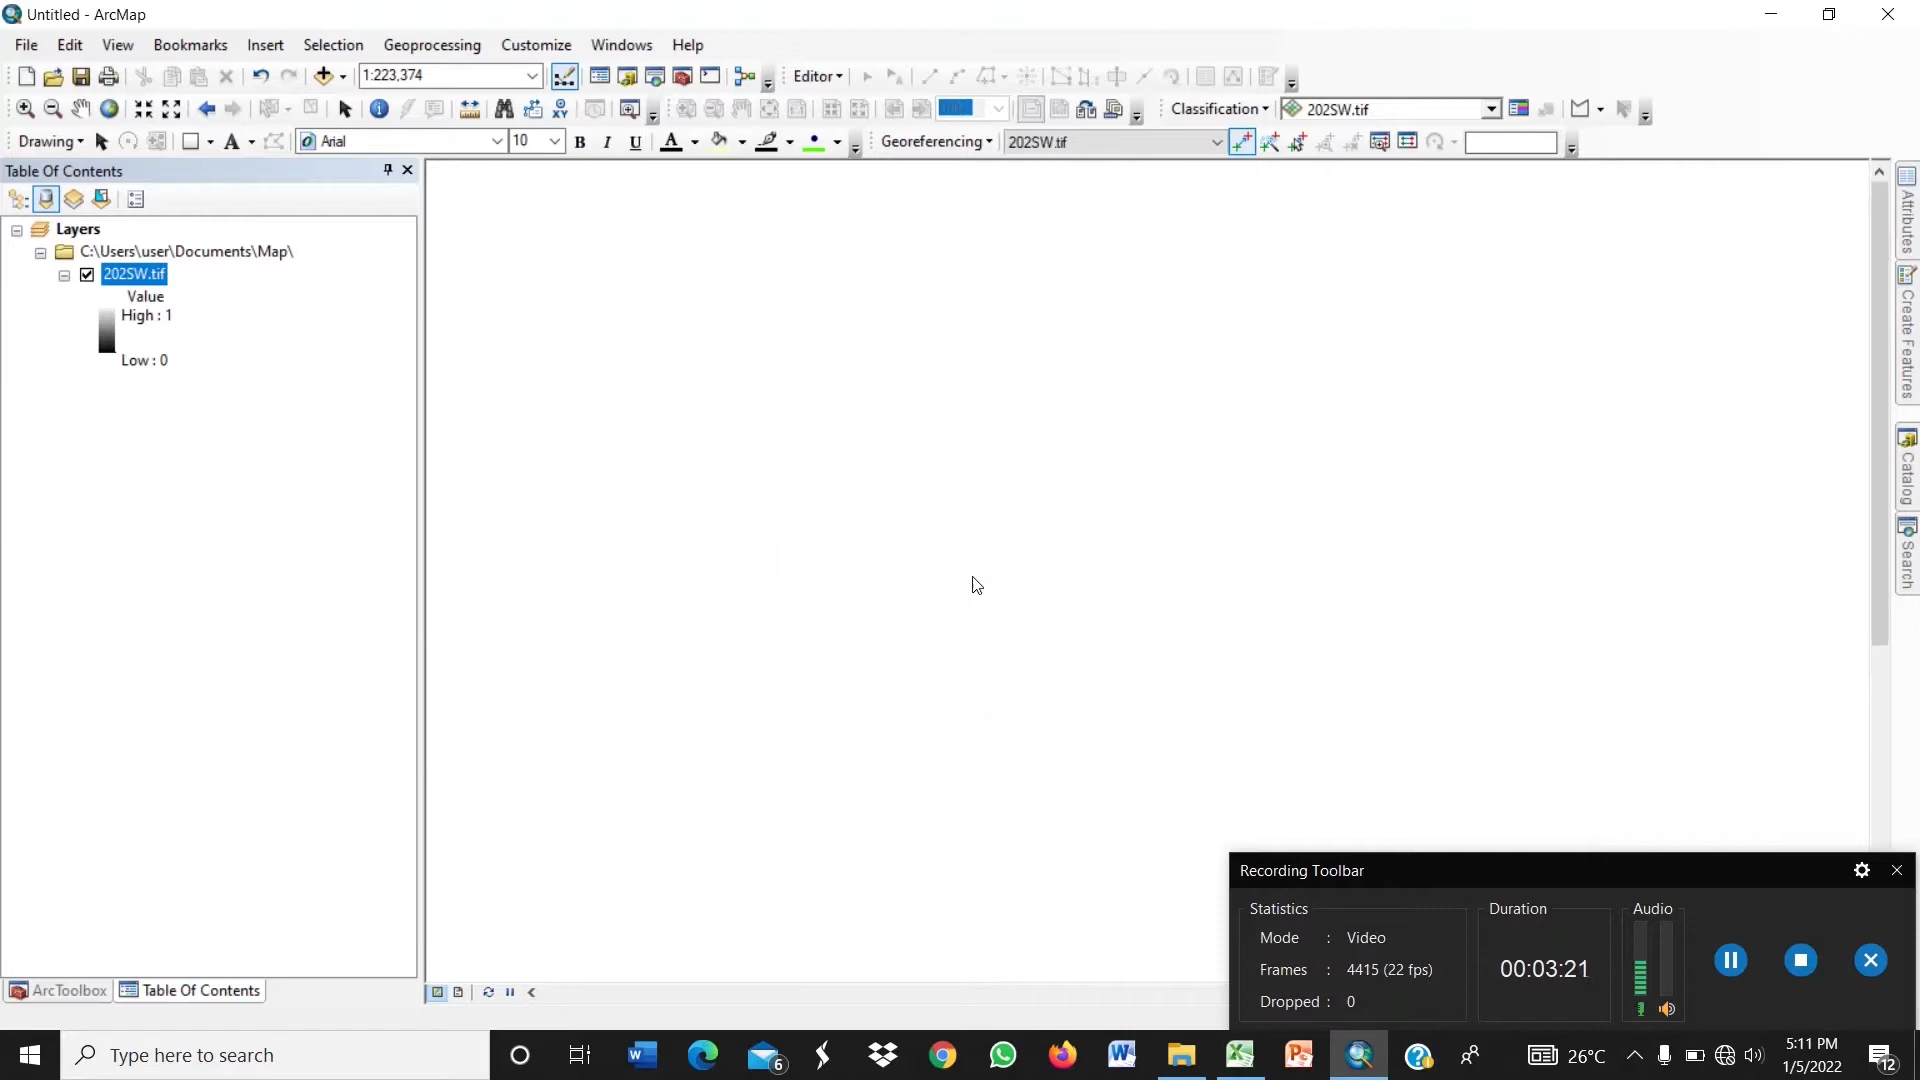 Untitled - ArcMap
File Edit View Bookmarks Insert Selection Geoprocessing Customize Windows Help
1:223,374 Editor
Classification 202SW.tif
Drawing A Arial 10 B I U A Georeferencing 202SW.tif
Table Of Contents
Layers
C:\Users\user\Documents\Map\
202SW.tif
Value
High : 1
Low : 0
Attributes
Create Features
Catalog
Search
ArcToolbox Table Of Contents
Recording Toolbar
Statistics Duration Audio
Mode : Video
Frames : 4415 (22 fps)
Dropped : 0
00:03:21
Type here to search
6
26°C
5:11 PM
1/5/2022
12